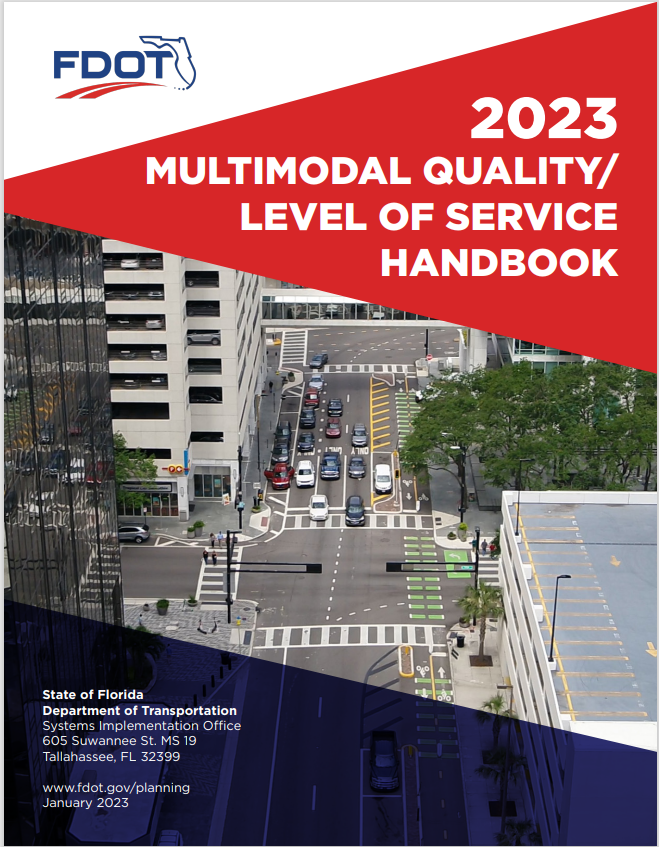 FDOT
2023
MULTIMODAL QUALITY/
LEVEL OF SERVICE
HANDBOOK
ONLY
State of Florida
Department of Transportation
Systems Implementation Office
605 Suwannee St. MS 19
Tallahassee, FL 32399
www.fdot.gov/planning
January 2023